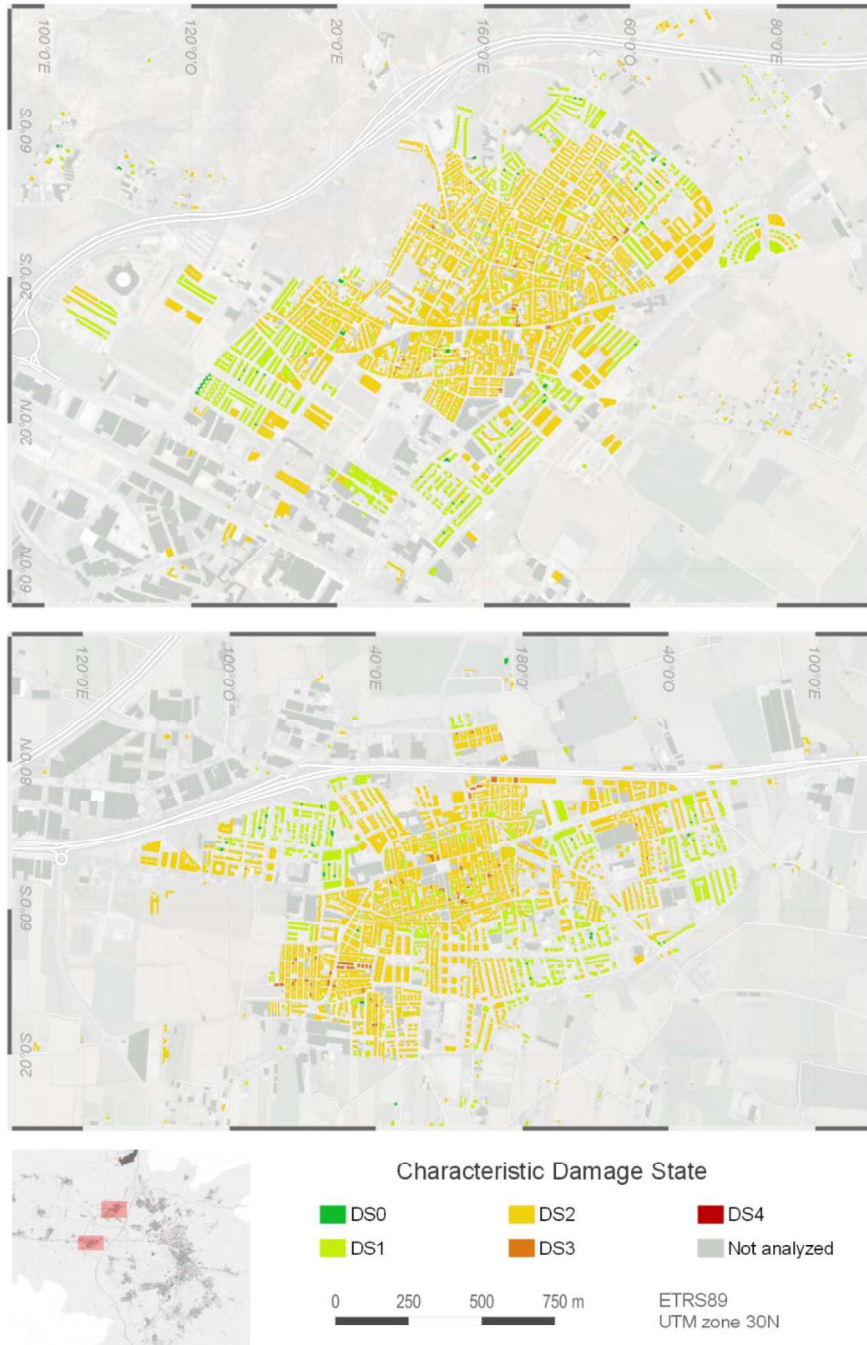 100°0'E
120°0'O
20°0'E
160°0'E
60°0'O
80°0'E
60°0'S
20°0'S
20°0'N
60°0'N
120°0'E
100°0'O
40°0'E
180°0'
40°0'O
100°0'E
80°0'N
60°0'S
20°0'S
Characteristic Damage State
DS0 DS2 DS4
DS1 DS3 Not analyzed
0 250 500 750 m
ETRS89
UTM zone 30N